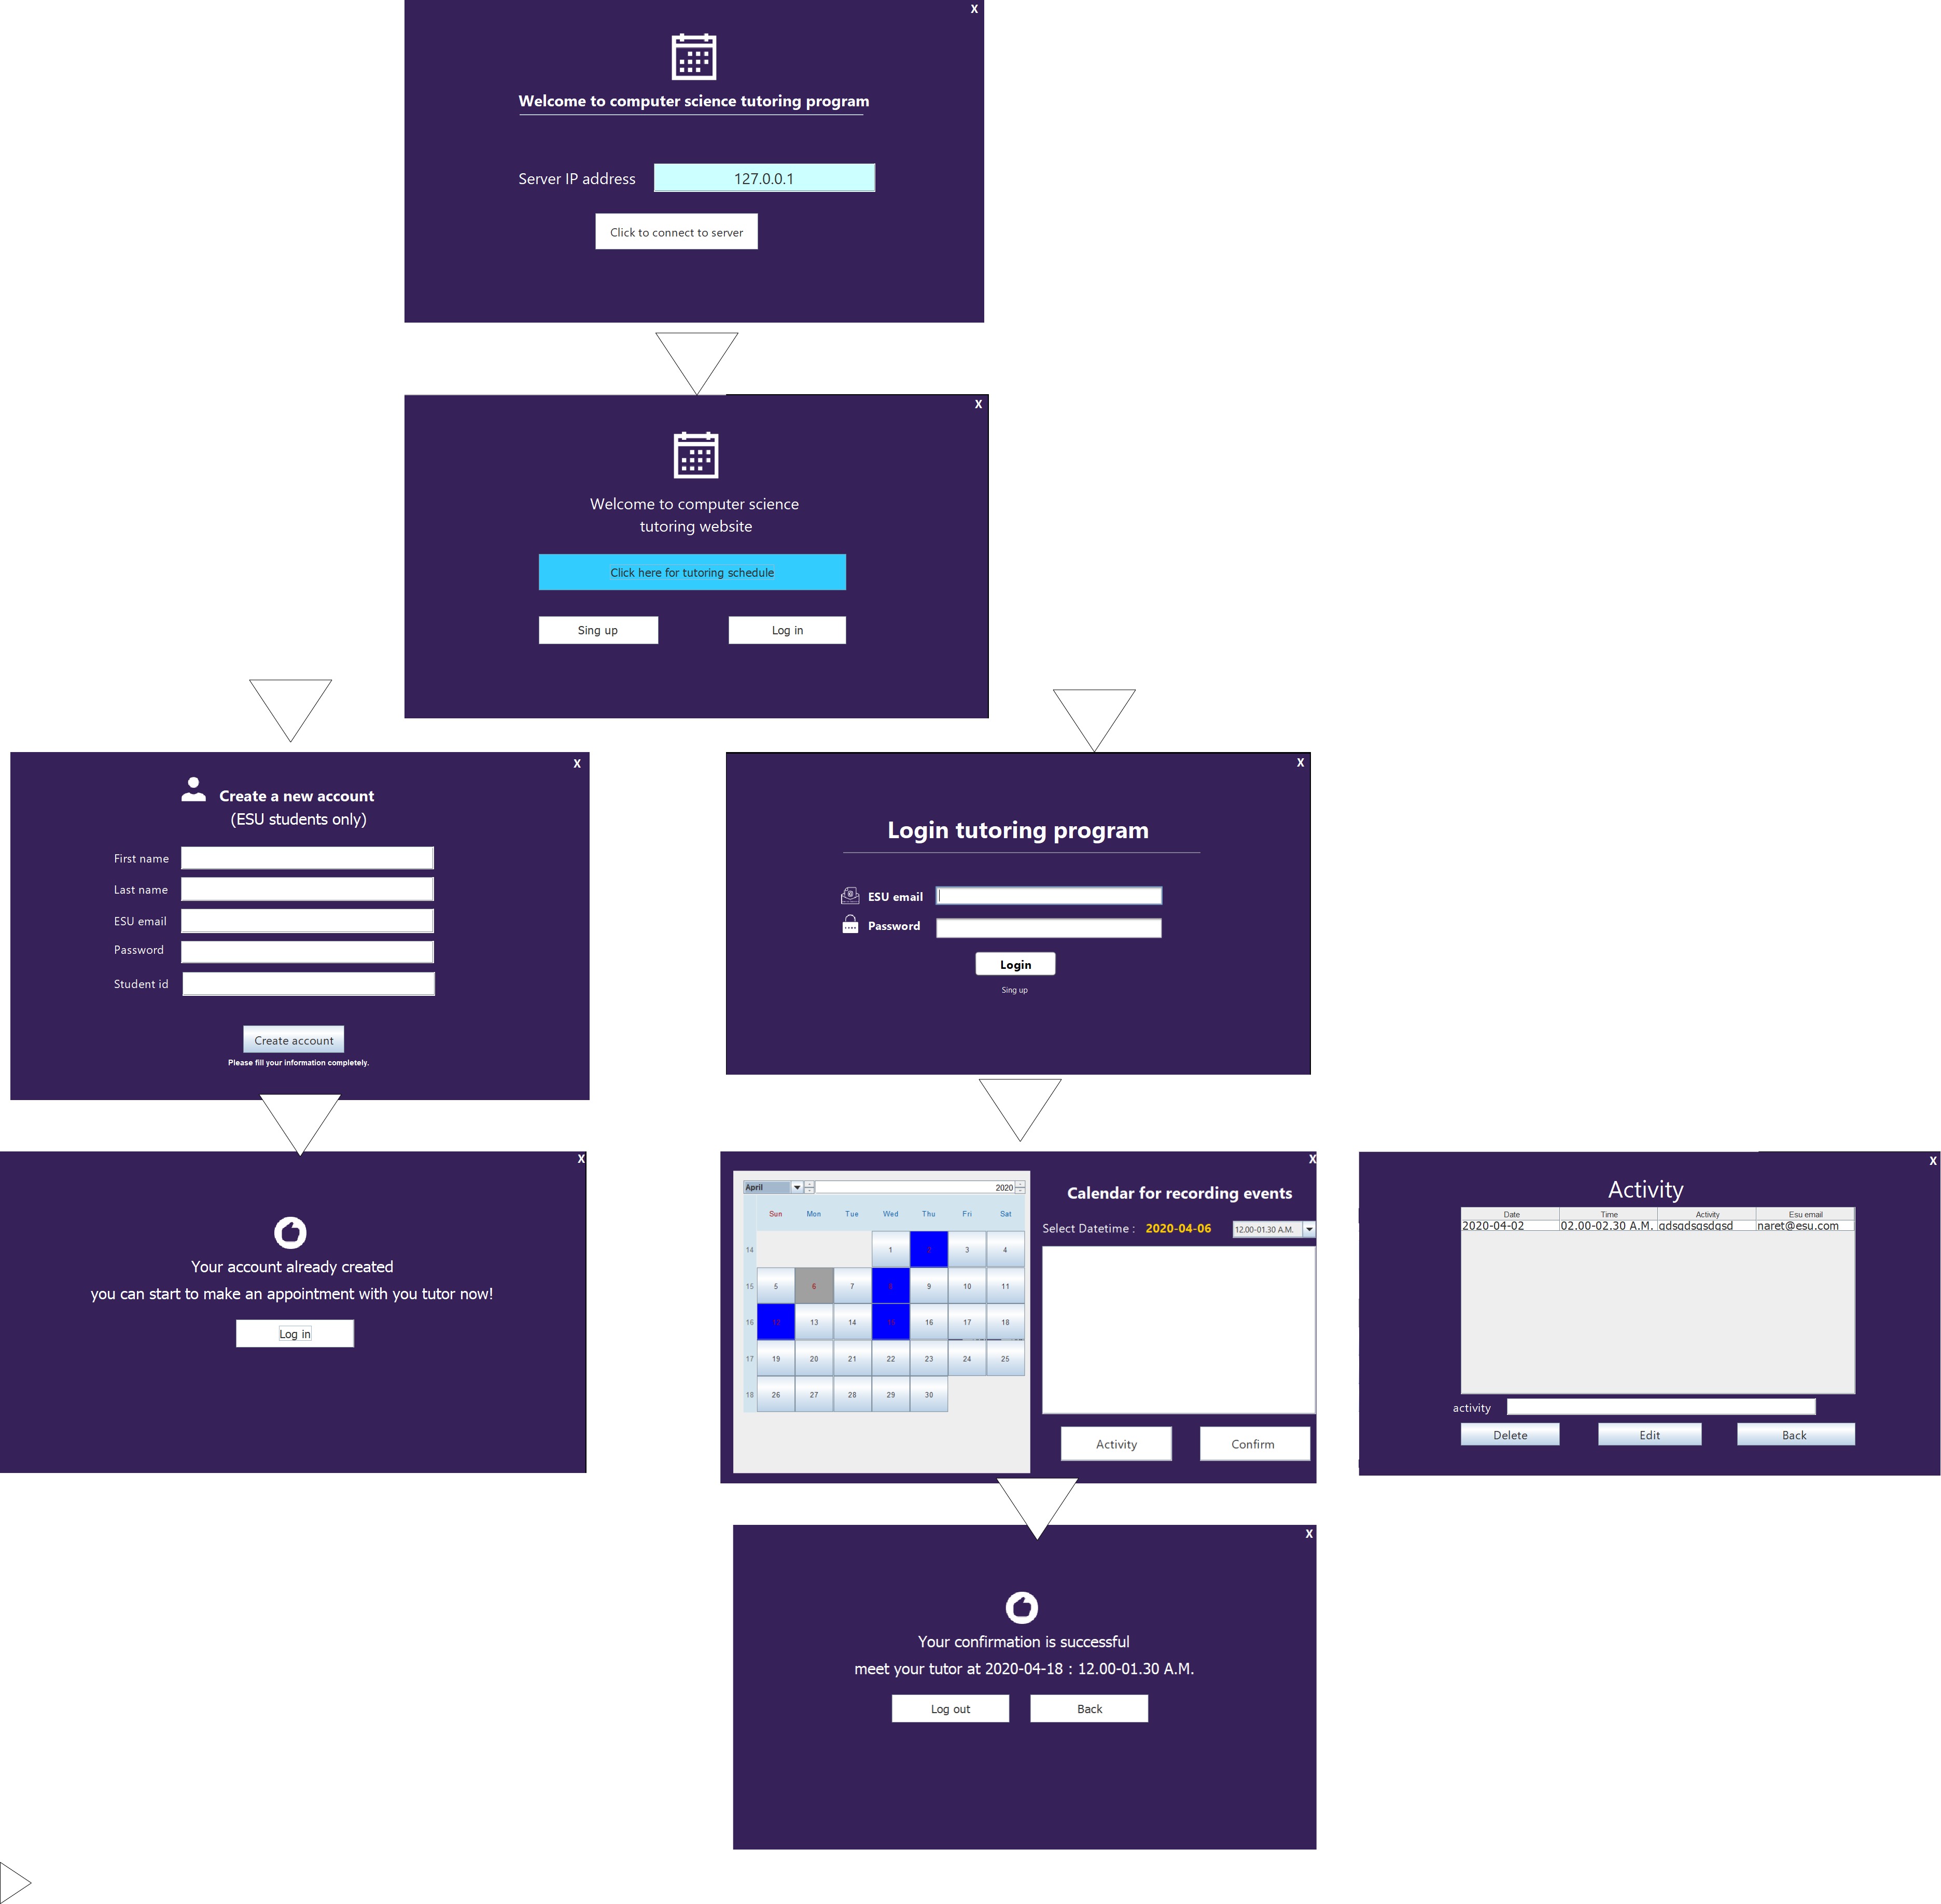 X
Welcome to computer science tutoring program
Server IP address 127.0.0.1
Click to connect to server
X
Welcome to computer science
tutoring website
Click here for tutoring schedule
Sing up Log in
X
Create a new account
(ESU students only)
First name
Last name
ESU email
Password
Student id
Create account
Please fill your information completely.
X
Login tutoring program
ESU email
Password
Login
Sing up
X
Your account already created
you can start to make an appointment with you tutor now!
Log in
X
April 2020
Sun Mon Tue Wed Thu Fri Sat
14 1 2 3 4
15 5 6 7 8 9 10 11
16 12 13 14 15 16 17 18
17 19 20 21 22 23 24 25
18 26 27 28 29 30
Calendar for recording events
Select Datetime : 2020-04-06 12.00-01.30 A.M.
Activity Confirm
X
Activity
Date Time Activity Esu email
2020-04-02 02.00-02.30 A.M. naret@esu.com
activity
Delete Edit Back
X
Your confirmation is successful
meet your tutor at 2020-04-18 : 12.00-01.30 A.M.
Log out Back